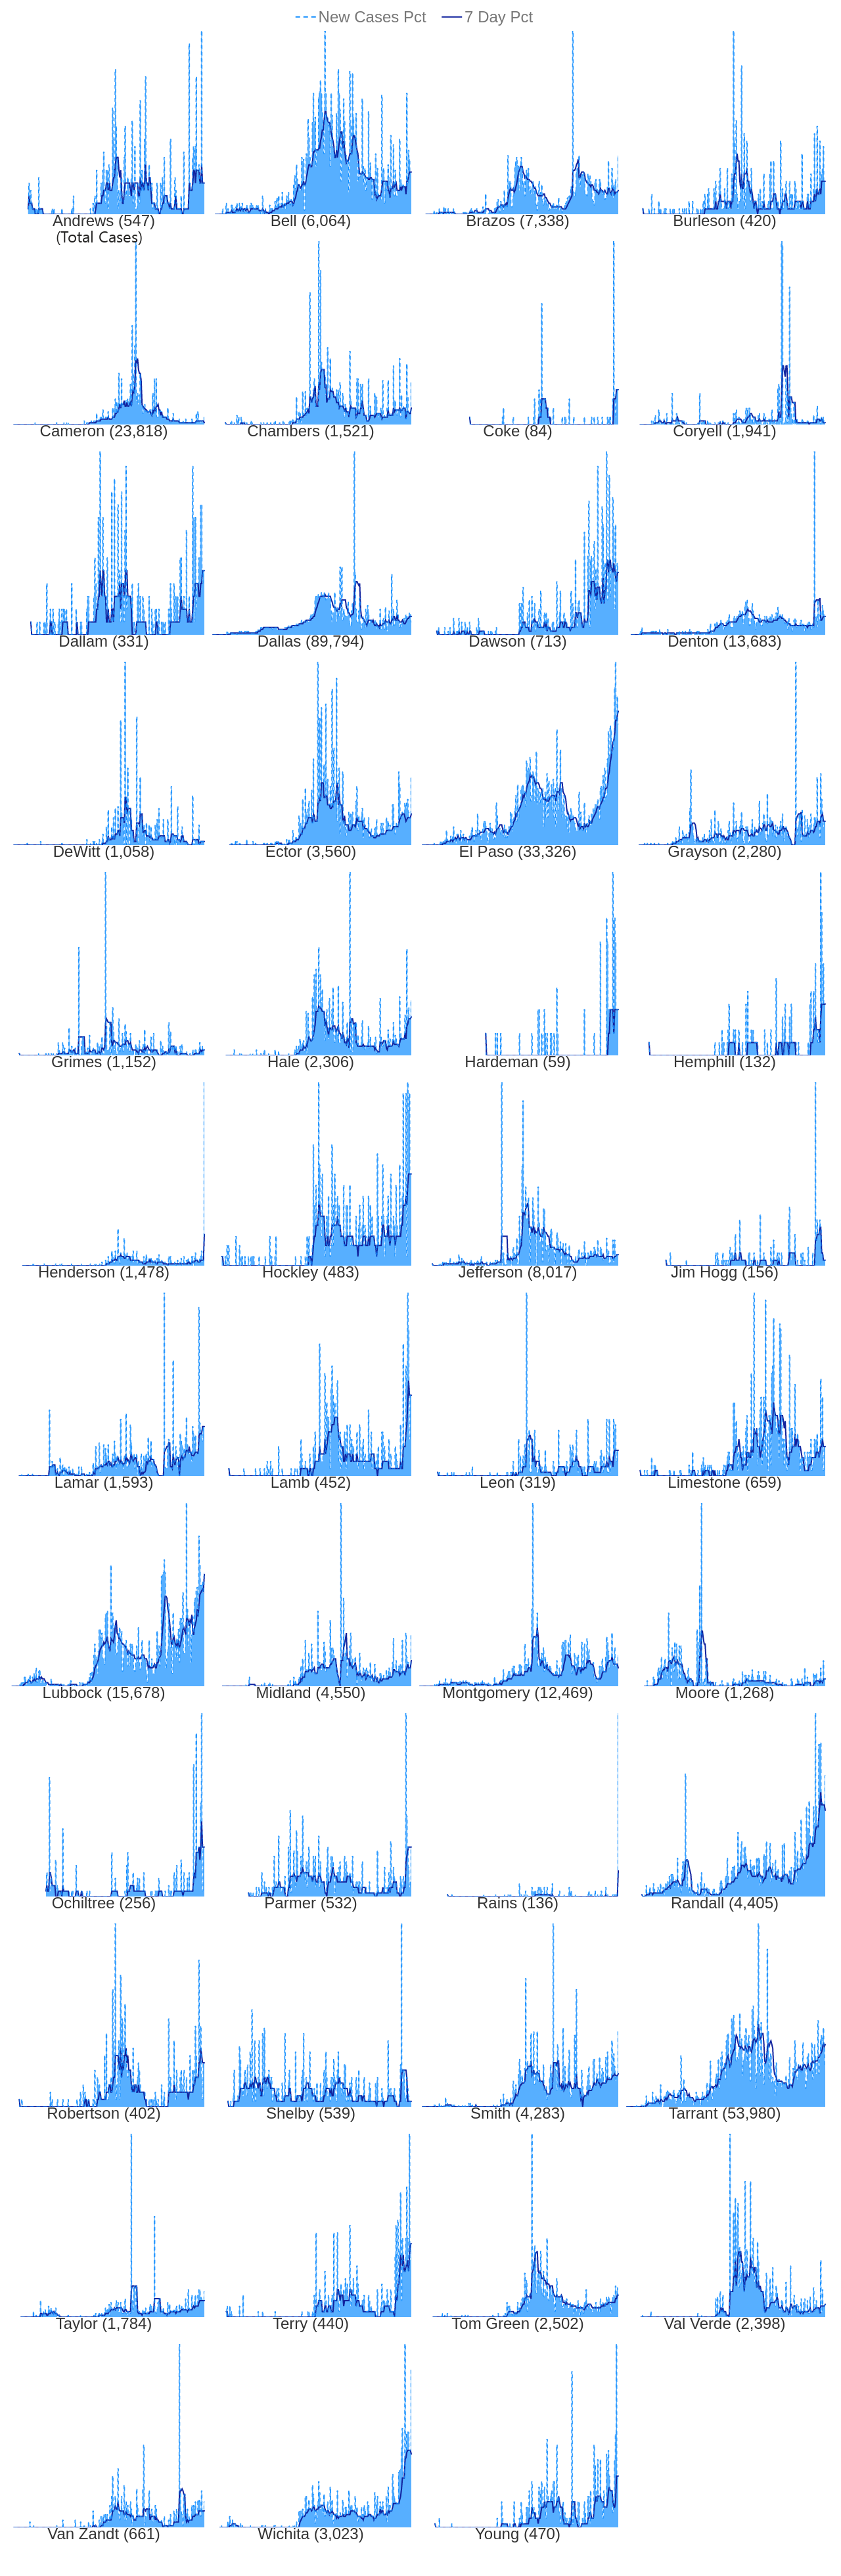 New Cases Pct 7 Day Pct
Andrews (547) Bell (6,064) Brazos (7,338) Burleson (420)
(Total Cases)
Cameron (23,818) Chambers (1,521) Coke (84) Coryell (1,941)
Dallam (331) Dallas (89,794) Dawson (713) Denton (13,683)
DeWitt (1,058) Ector (3,560) El Paso (33,326) Grayson (2,280)
Grimes (1,152) Hale (2,306) Hardeman (59) Hemphill (132)
Henderson (1,478) Hockley (483) Jefferson (8,017) Jim Hogg (156)
Lamar (1,593) Lamb (452) Leon (319) Limestone (659)
Lubbock (15,678) Midland (4,550) Montgomery (12,469) Moore (1,268)
Ochiltree (256) Parmer (532) Rains (136) Randall (4,405)
Robertson (402) Shelby (539) Smith (4,283) Tarrant (53,980)
Taylor (1,784) Terry (440) Tom Green (2,502) Val Verde (2,398)
Van Zandt (661) Wichita (3,023) Young (470)